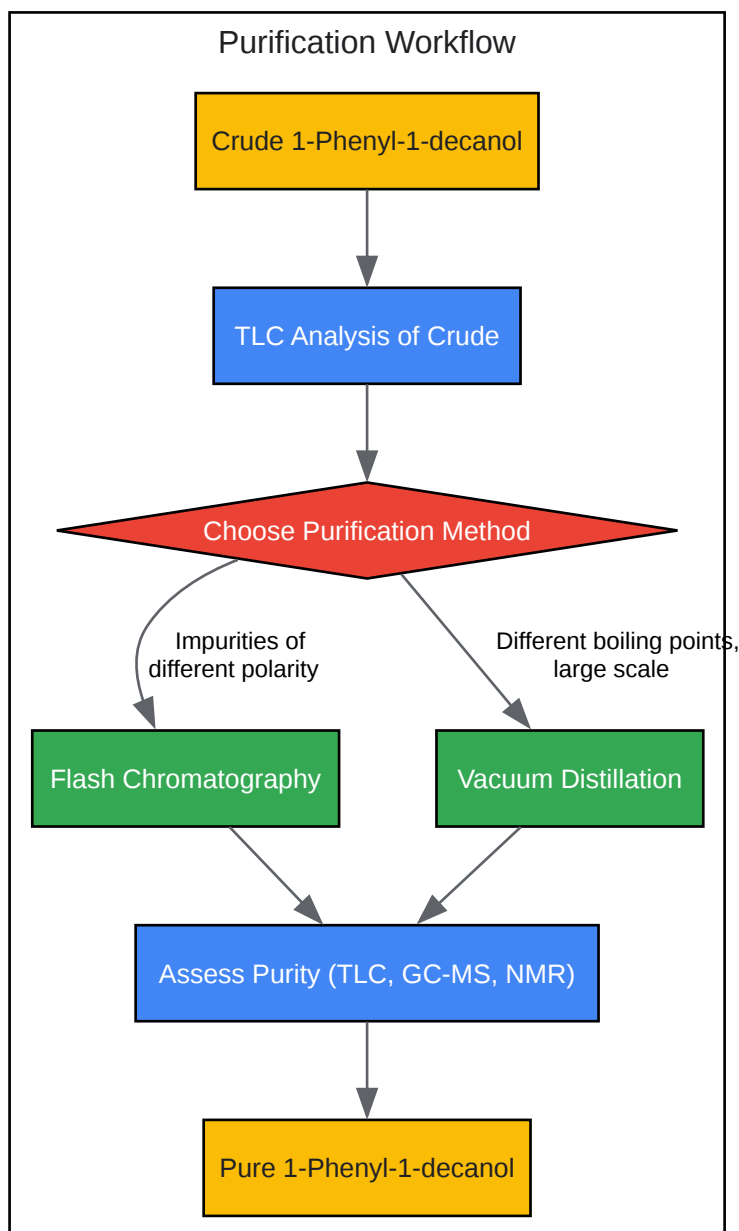 Purification Workflow
Crude 1-Phenyl-1-decanol
TLC Analysis of Crude
Choose Purification Method
Impurities of
different polarity
Different boiling points,
large scale
Flash Chromatography
Vacuum Distillation
Assess Purity (TLC, GC-MS, NMR)
Pure 1-Phenyl-1-decanol